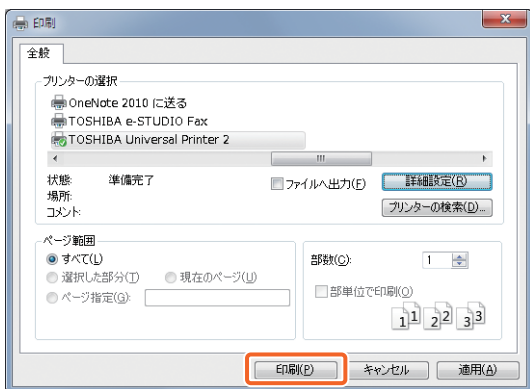 印刷
全般
プリンターの選択
OneNote 2010 に送る
TOSHIBA e-STUDIO Fax
TOSHIBA Universal Printer 2
状態: 準備完了
場所:
コメント:
ファイルへ出力(F)
詳細設定(R)
プリンターの検索(D)...
ページ範囲
すべて(L)
選択した部分(T) 現在のページ(U)
ページ指定(G):
部数(C): 1
部単位で印刷(O)
1 1 2 2 3 3
印刷(P) キャンセル 適用(A)